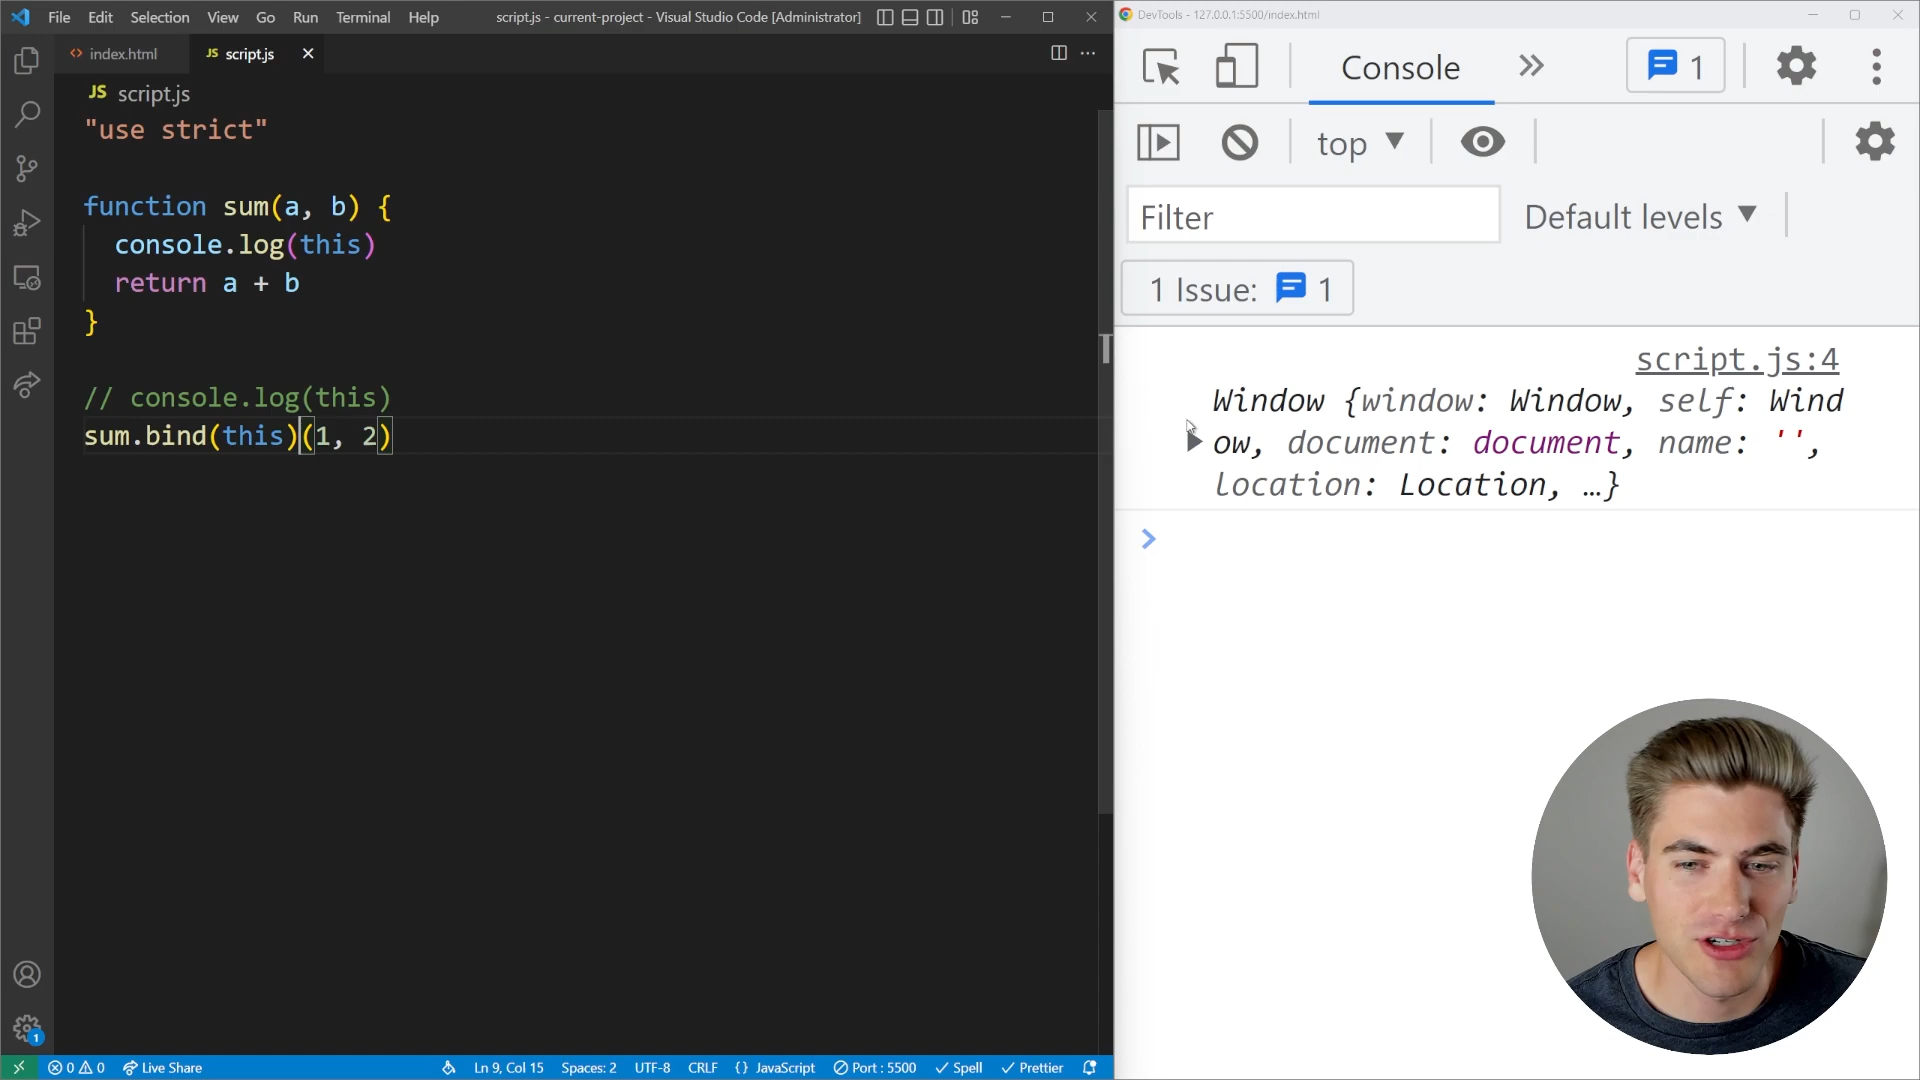 File Edit Selection View Go Run Terminal Help
script.js - current-project - Visual Studio Code [Administrator]
index.html
JS script.js
JS script.js
"use strict"
function sum(a, b) {
console.log(this)
return a + b
}
// console.log(this)
sum.bind(this)(1, 2)
1
0 0
Live Share
Ln 9, Col 15
Spaces: 2
UTF-8
CRLF
{} JavaScript
Port : 5500
Spell
Prettier
DevTools - 127.0.0.1:5500/index.html
Console
1
top
Filter
Default levels
1 Issue: 1
script.js:4
Window {window: Window, self: Wind
ow, document: document, name: '',
location: Location, …}